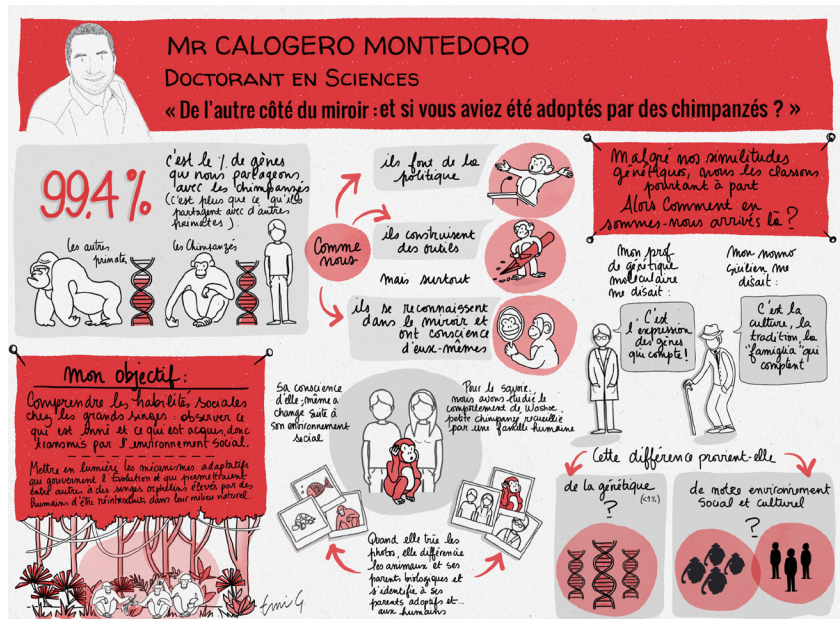 Mr CALOGERO MONTEDORO
DOCTORANT EN SCIENCES
« De l'autre côté du miroir : et si vous aviez été adoptés par des chimpanzés ? »
99.4 %
c'est le % de gènes
que nous partageons
avec les chimpanzés
(c'est plus que ce qu'ils
partagent avec d'autres
primates).
les autres
primates
les Chimpanzés
Comme
nous
ils font de la
politique
ils construisent
des outils
mais surtout
ils se reconnaissent
dans le miroir et
ont conscience
d'eux-mêmes
Malgré nos similitudes
génétiques, nous les classons
pourtant à part
Alors comment en
sommes-nous arrivés là ?
Mon prof
de génétique
moléculaire
me disait :
C'est
l'expression
des gènes
qui compte !
Mon nonno
sicilien me
disait :
C'est la
culture, la
tradition, la
"famiglia" qui
comptent
Cette différence provient-elle
de la génétique
(<1%)
?
de notre environnement
social et culturel
?
Mon objectif :
Comprendre les habilités sociales
chez les grands singes : observer ce
qui est inné et ce qui est acquis, donc
transmis par l'environnement social.
Mettre en lumière les mécanismes adaptatifs
qui gouvernent l'évolution et qui permettraient
entre autres à des singes orphelins élevés par des
humains d'être réintroduits dans leur milieu naturel.
Sa conscience
d'elle-même a
changé suite à
son environnement
social
Pour le savoir,
nous avons étudié le
comportement de Washoe,
petite chimpanzé recueillie
par une famille humaine
Quand elle trie les
photos, elle différencie
les animaux et ses
parents biologiques et
s'identifie à ses
parents adoptifs et...
aux humains